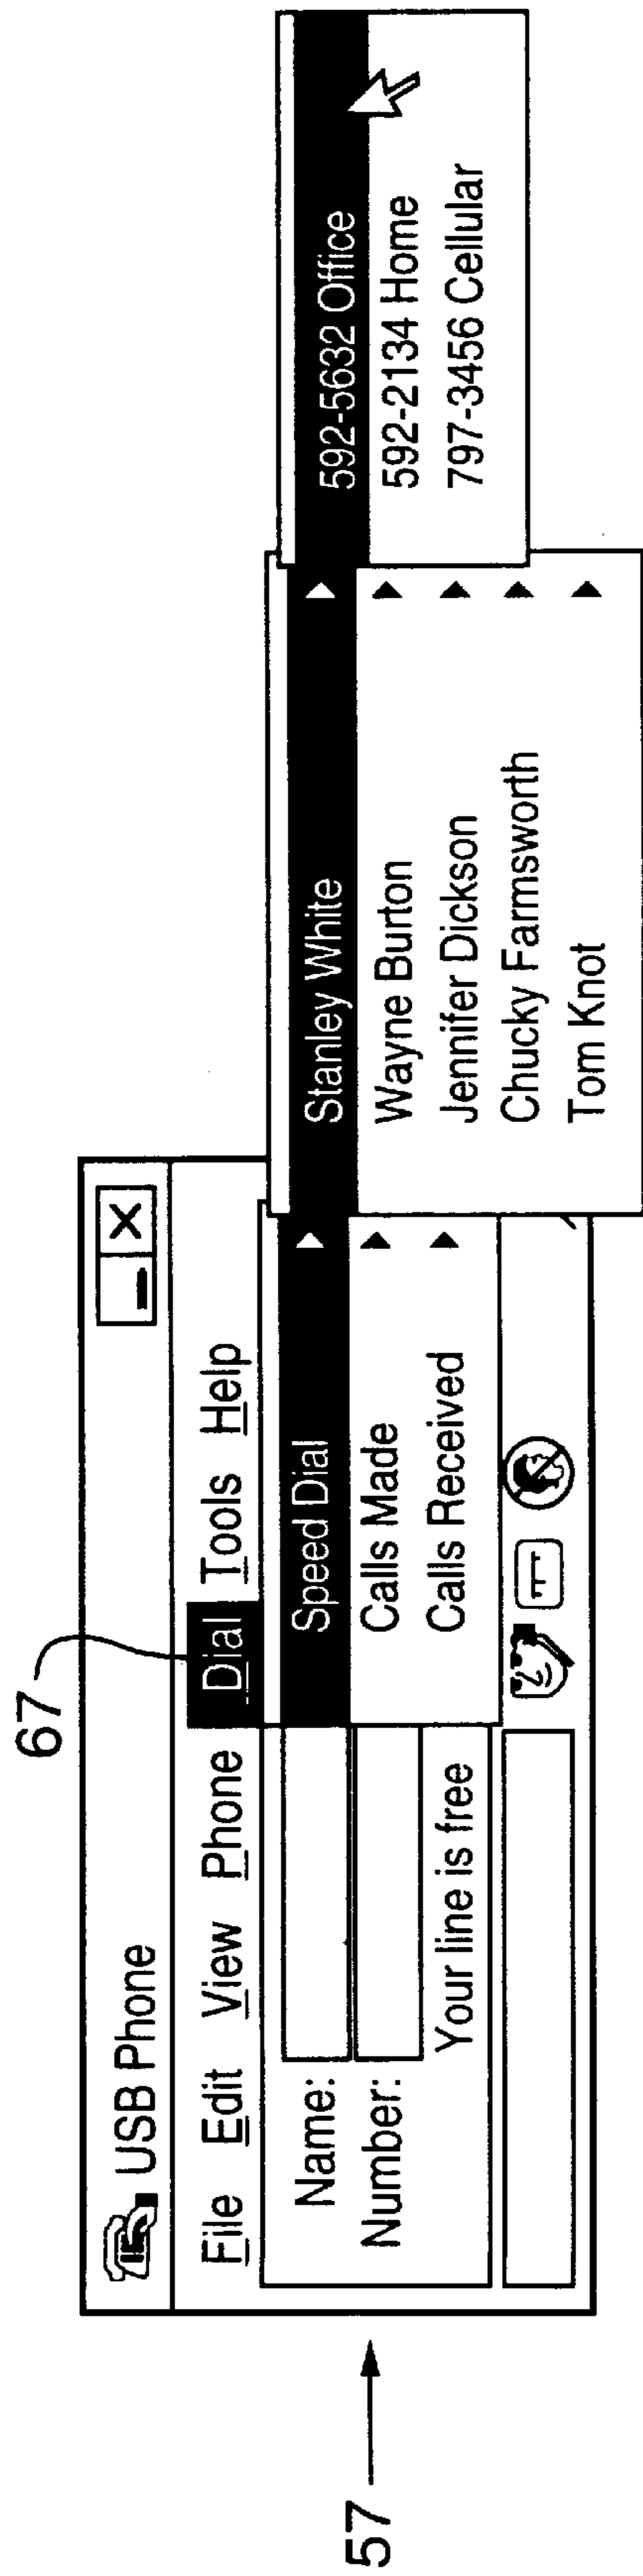 67
USB Phone
File Edit View Phone Dial Tools Help
Name:
Number:
Your line is free
Speed Dial
Calls Made
Calls Received
Stanley White
Wayne Burton
Jennifer Dickson
Chucky Farmsworth
Tom Knot
592-5632 Office
592-2134 Home
797-3456 Cellular
57